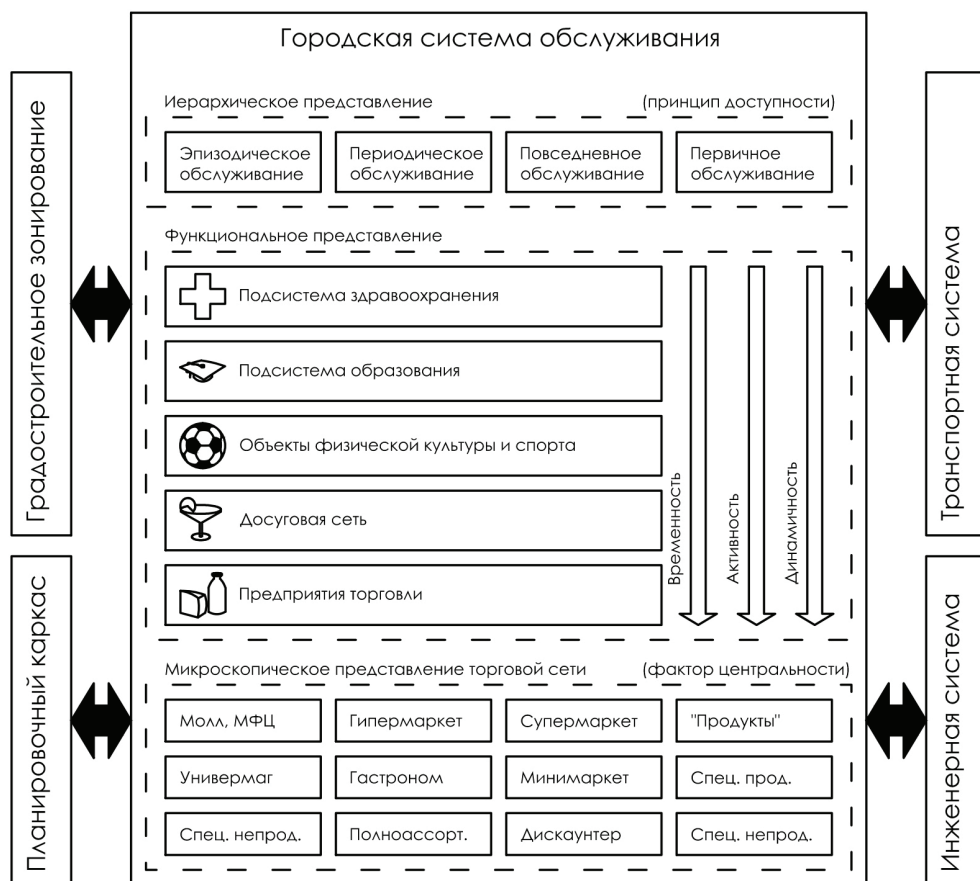 Городская система обслуживания
Градостроительное зонирование
Планировочный каркас
Транспортная система
Инженерная система
Иерархическое представление
(принцип доступности)
Эпизодическое
обслуживание
Периодическое
обслуживание
Повседневное
обслуживание
Первичное
обслуживание
Функциональное представление
Подсистема здравоохранения
Подсистема образования
Объекты физической культуры и спорта
Досуговая сеть
Предприятия торговли
Временность
Активность
Динамичность
Микроскопическое представление торговой сети
(фактор центральности)
Молл, МФЦ
Гипермаркет
Супермаркет
"Продукты"
Универмаг
Гастроном
Минимаркет
Спец. прод.
Спец. непрод.
Полноассорт.
Дискаунтер
Спец. непрод.